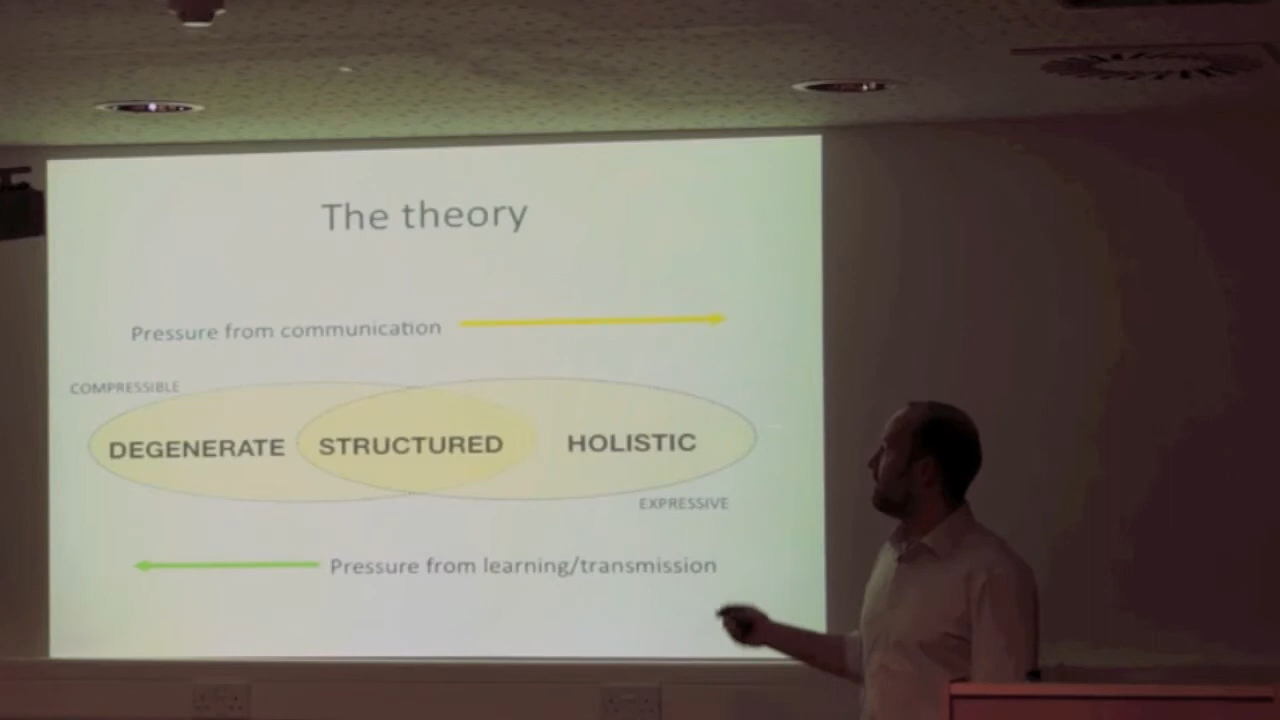 The theory
Pressure from communication
COMPRESSIBLE
DEGENERATE STRUCTURED HOLISTIC
EXPRESSIVE
Pressure from learning/transmission